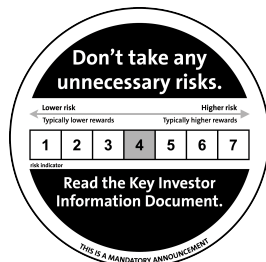 Don't take any
unnecessary risks.
Lower risk Higher risk
Typically lower rewards Typically higher rewards
1 2 3 4 5 6 7
risk indicator
Read the Key Investor
Information Document.
THIS IS A MANDATORY ANNOUNCEMENT